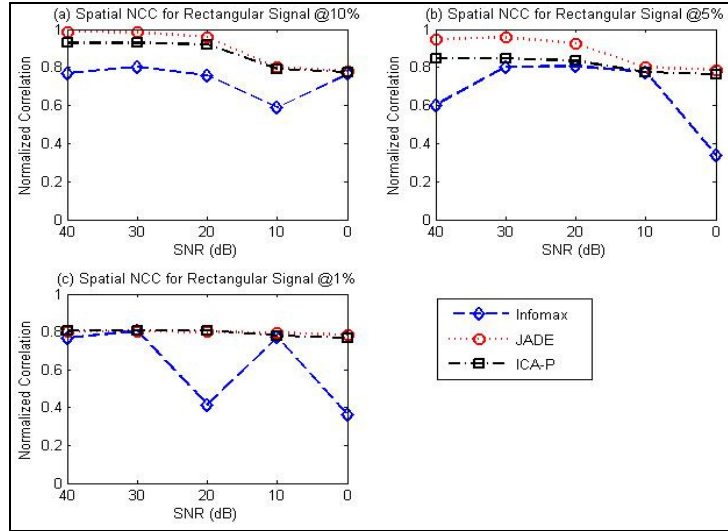 (a) Spatial NCC for Rectangular Signal @10%
Normalized Correlation
1
0.8
0.6
0.4
0.2
0
40 30 20 10 0
SNR (dB)
(b) Spatial NCC for Rectangular Signal @5%
Normalized Correlation
1
0.8
0.6
0.4
0.2
0
40 30 20 10 0
SNR (dB)
(c) Spatial NCC for Rectangular Signal @1%
Normalized Correlation
1
0.8
0.6
0.4
0.2
0
40 30 20 10 0
SNR (dB)
Infomax
JADE
ICA-P